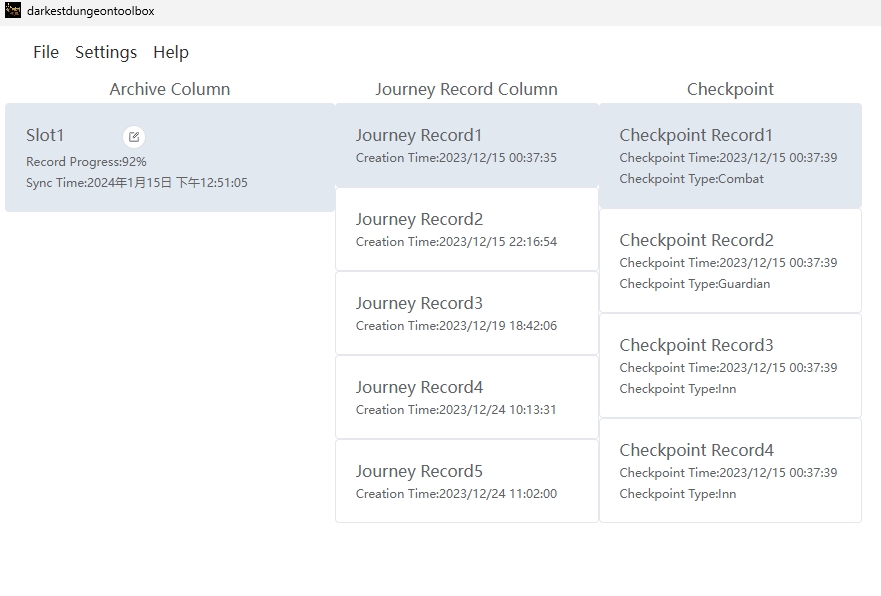 darkestdungeontoolbox
File Settings Help
Archive Column
Slot1
Record Progress:92%
Sync Time:2024年1月15日 下午12:51:05
Journey Record Column
Journey Record1
Creation Time:2023/12/15 00:37:35
Journey Record2
Creation Time:2023/12/15 22:16:54
Journey Record3
Creation Time:2023/12/19 18:42:06
Journey Record4
Creation Time:2023/12/24 10:13:31
Journey Record5
Creation Time:2023/12/24 11:02:00
Checkpoint
Checkpoint Record1
Checkpoint Time:2023/12/15 00:37:39
Checkpoint Type:Combat
Checkpoint Record2
Checkpoint Time:2023/12/15 00:37:39
Checkpoint Type:Guardian
Checkpoint Record3
Checkpoint Time:2023/12/15 00:37:39
Checkpoint Type:Inn
Checkpoint Record4
Checkpoint Time:2023/12/15 00:37:39
Checkpoint Type:Inn